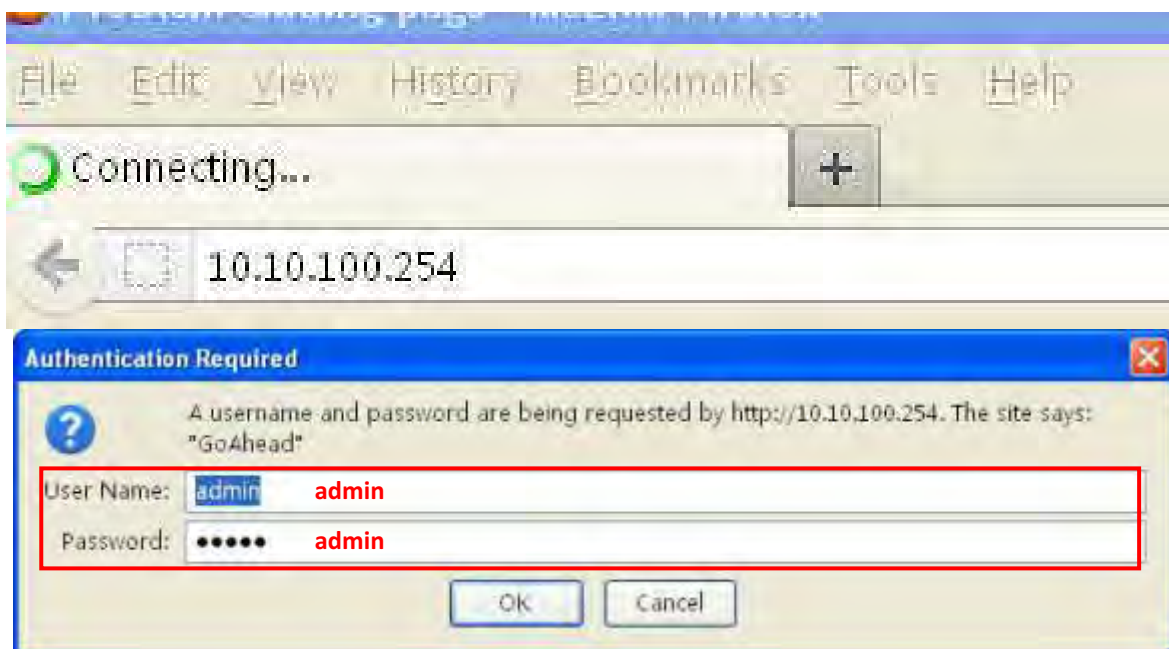 File Edit View History Bookmarks Tools Help
Connecting...
+
10.10.100.254
Authentication Required
A username and password are being requested by http://10.10.100.254. The site says:
"GoAhead"
User Name: admin admin
Password: ••••• admin
OK Cancel